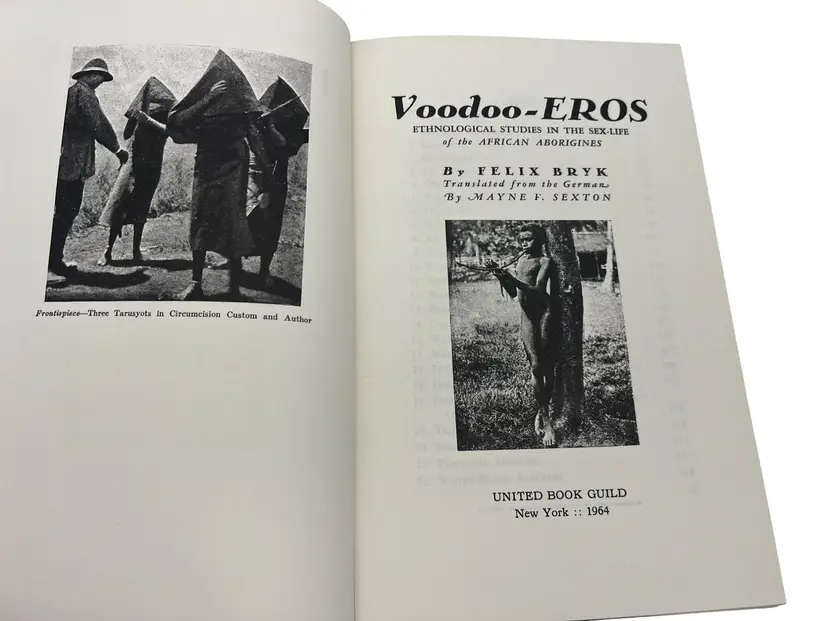 Frontispiece—Three Tarusyots in Circumcision Custom and Author
Voodoo-EROS
ETHNOLOGICAL STUDIES IN THE SEX-LIFE
of the AFRICAN ABORIGINES
By FELIX BRYK
Translated from the German
By MAYNE F. SEXTON
UNITED BOOK GUILD
New York :: 1964